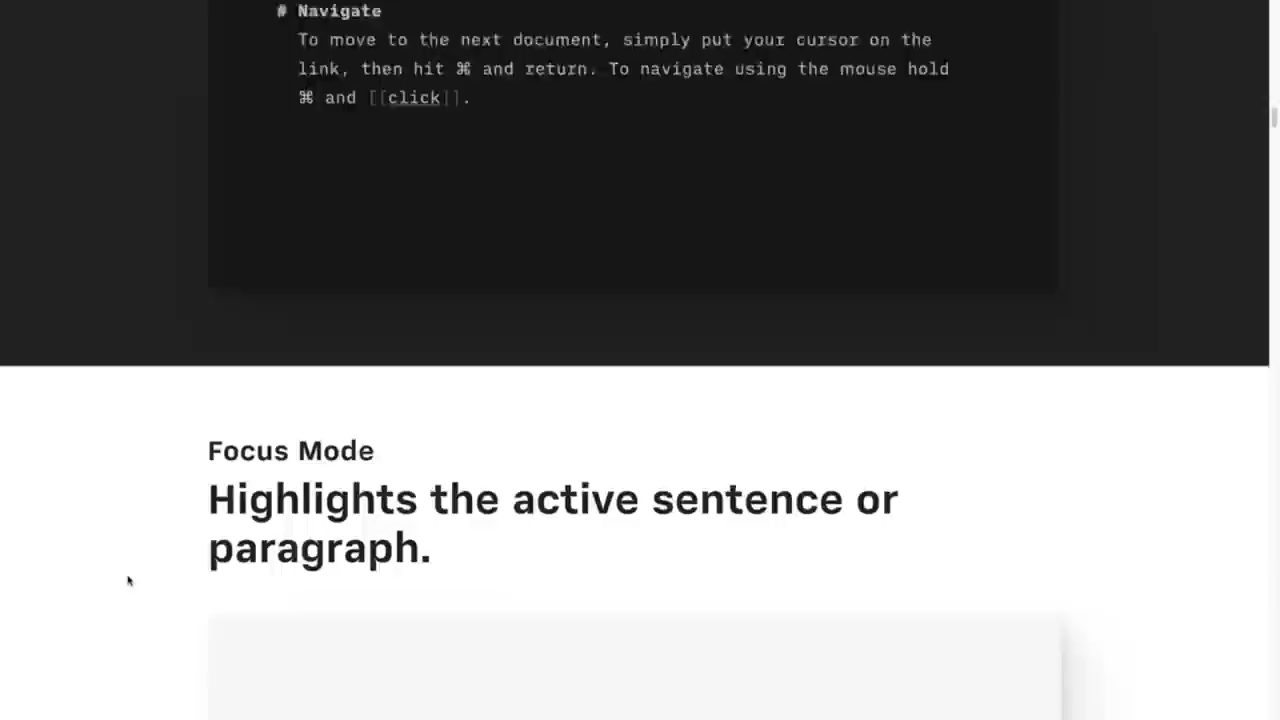 # Navigate
To move to the next document, simply put your cursor on the
link, then hit ⌘ and return. To navigate using the mouse hold
⌘ and [[click]].
Focus Mode
Highlights the active sentence or
paragraph.